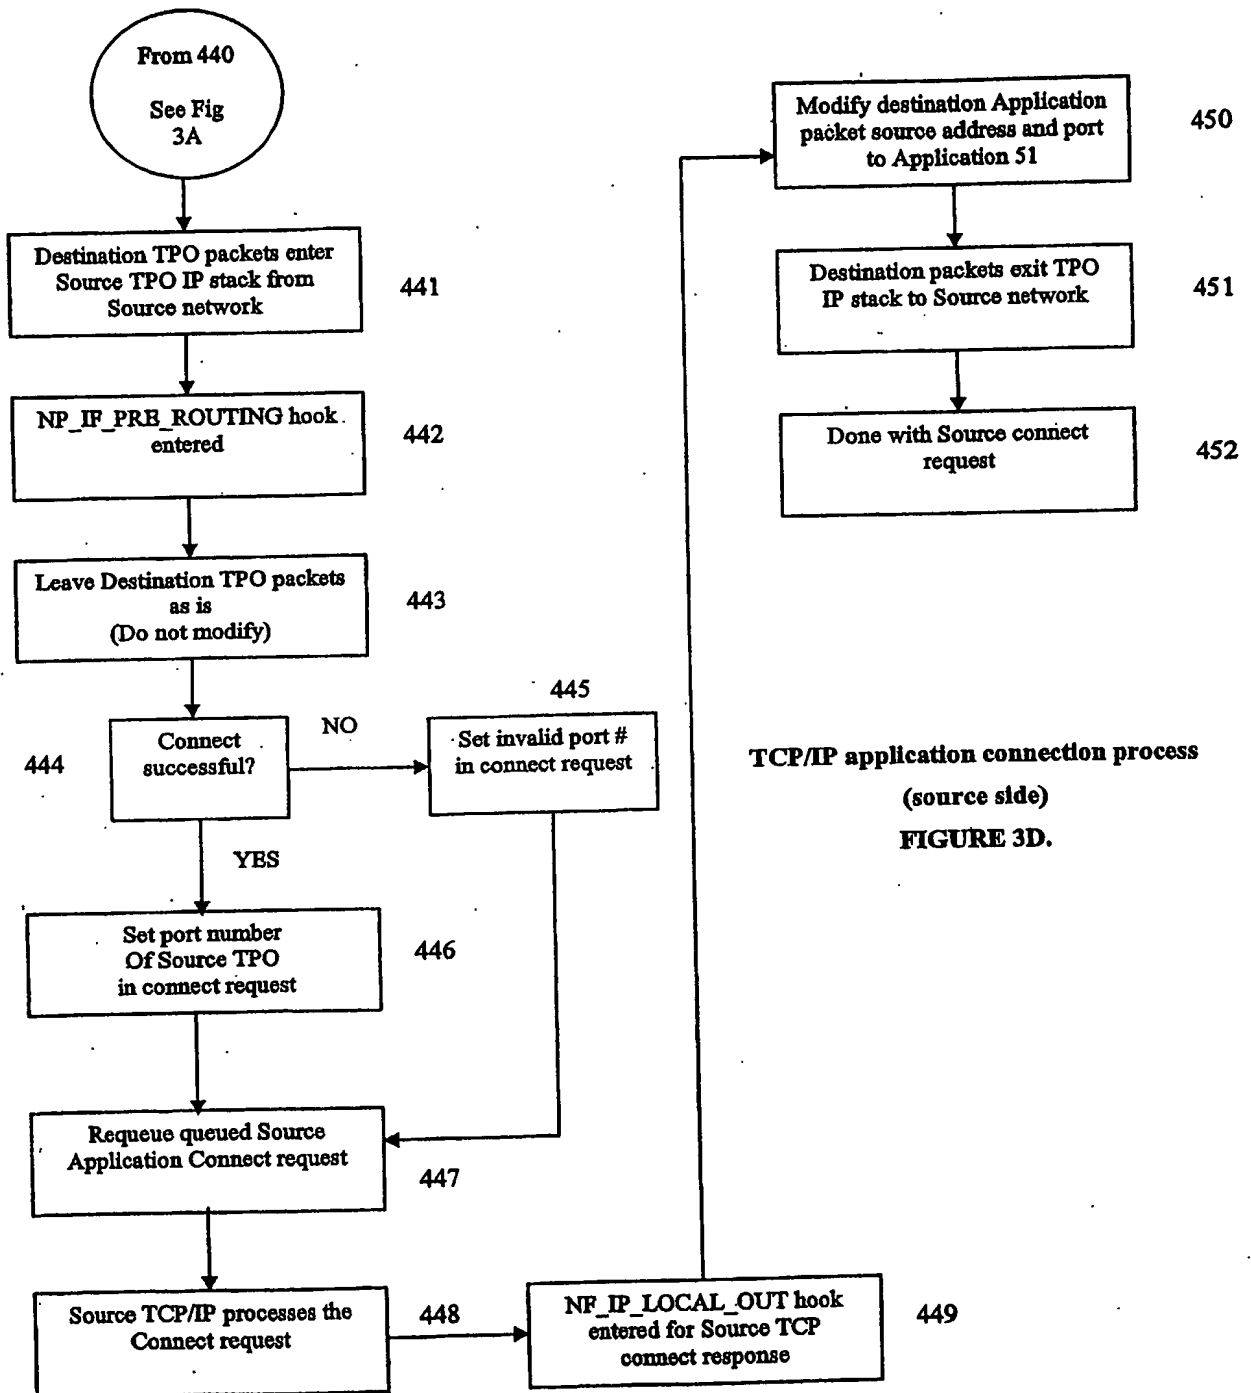 From 440
See Fig
3A
Destination TPO packets enter
Source TPO IP stack from
Source network
441
NP_IF_PRE_ROUTING hook
entered
442
Leave Destination TPO packets
as is
(Do not modify)
443
444
Connect
successful?
NO
445
Set invalid port #
in connect request
YES
Set port number
Of Source TPO
in connect request
446
Requeue queued Source
Application Connect request
447
Source TCP/IP processes the
Connect request
448
NF_IP_LOCAL_OUT hook
entered for Source TCP
connect response
449
Modify destination Application
packet source address and port
to Application 51
450
Destination packets exit TPO
IP stack to Source network
451
Done with Source connect
request
452
TCP/IP application connection process
(source side)
FIGURE 3D.